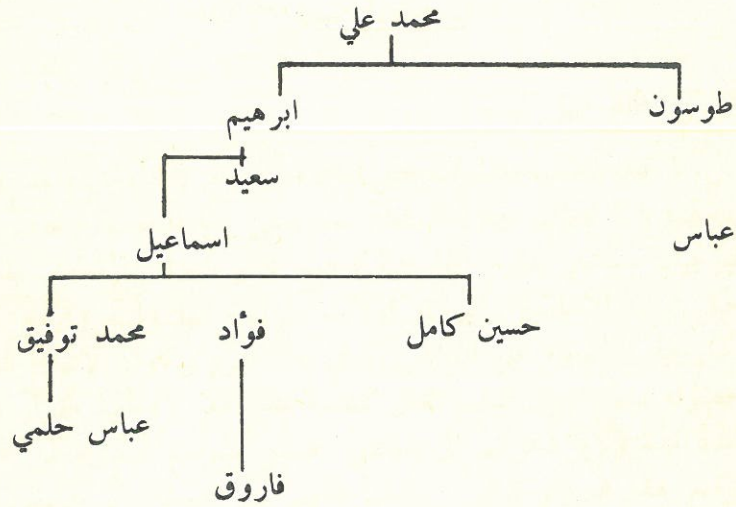 محمد علي
طوسون
ابرهيم
سعيد
عباس
اسماعيل
حسين كامل
فؤاد
محمد توفيق
عباس حلمي
فاروق